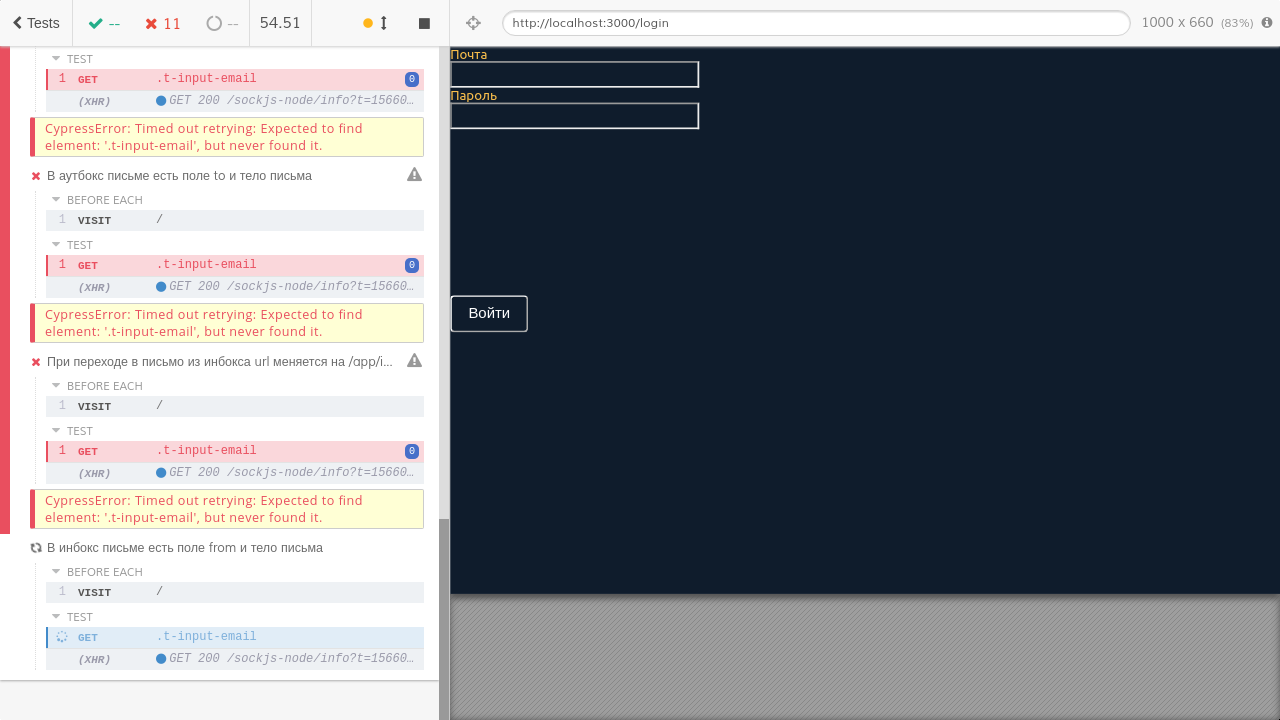 Tests
--
11
--
54.51
http://localhost:3000/login
1000 x 660 (83%)
TEST
1 GET .t-input-email 0
(XHR) GET 200 /sockjs-node/info?t=15660…
CypressError: Timed out retrying: Expected to find
element: '.t-input-email', but never found it.
В аутбокс письме есть поле to и тело письма
BEFORE EACH
1 VISIT /
TEST
1 GET .t-input-email 0
(XHR) GET 200 /sockjs-node/info?t=15660…
CypressError: Timed out retrying: Expected to find
element: '.t-input-email', but never found it.
При переходе в письмо из инбокса url меняется на /app/i...
BEFORE EACH
1 VISIT /
TEST
1 GET .t-input-email 0
(XHR) GET 200 /sockjs-node/info?t=15660…
CypressError: Timed out retrying: Expected to find
element: '.t-input-email', but never found it.
В инбокс письме есть поле from и тело письма
BEFORE EACH
1 VISIT /
TEST
GET .t-input-email
(XHR) GET 200 /sockjs-node/info?t=15660…
Почта
Пароль
Войти